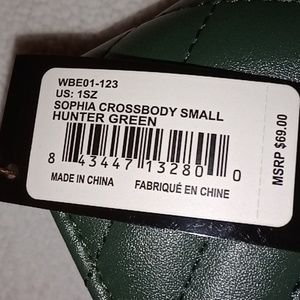 WBE01-123
US: 1SZ
SOPHIA CROSSBODY SMALL
HUNTER GREEN
8 43447 13280 0
MADE IN CHINA FABRIQUÉ EN CHINE
MSRP $69.00